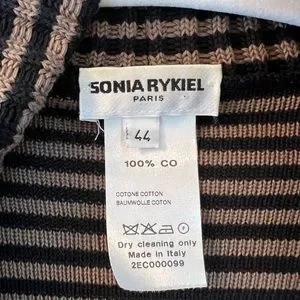 SONIA RYKIEL
PARIS
44
100% CO
COTONE COTTON
BAUMWOLLE COTON
Dry cleaning only
Made in Italy
2EC000099